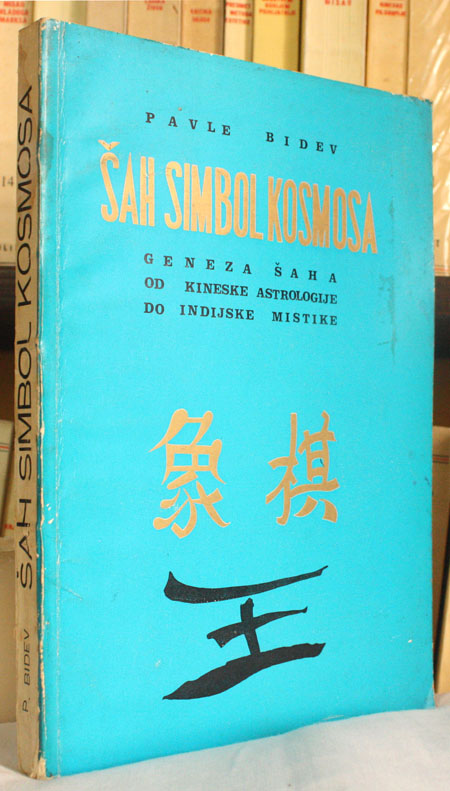 PAVLE BIDEV
ŠAH SIMBOL KOSMOSA
GENEZA ŠAHA
OD KINESKE ASTROLOGIJE
DO INDIJSKE MISTIKE
象棋
王
P. BIDEV ŠAH SIMBOL KOSMOSA